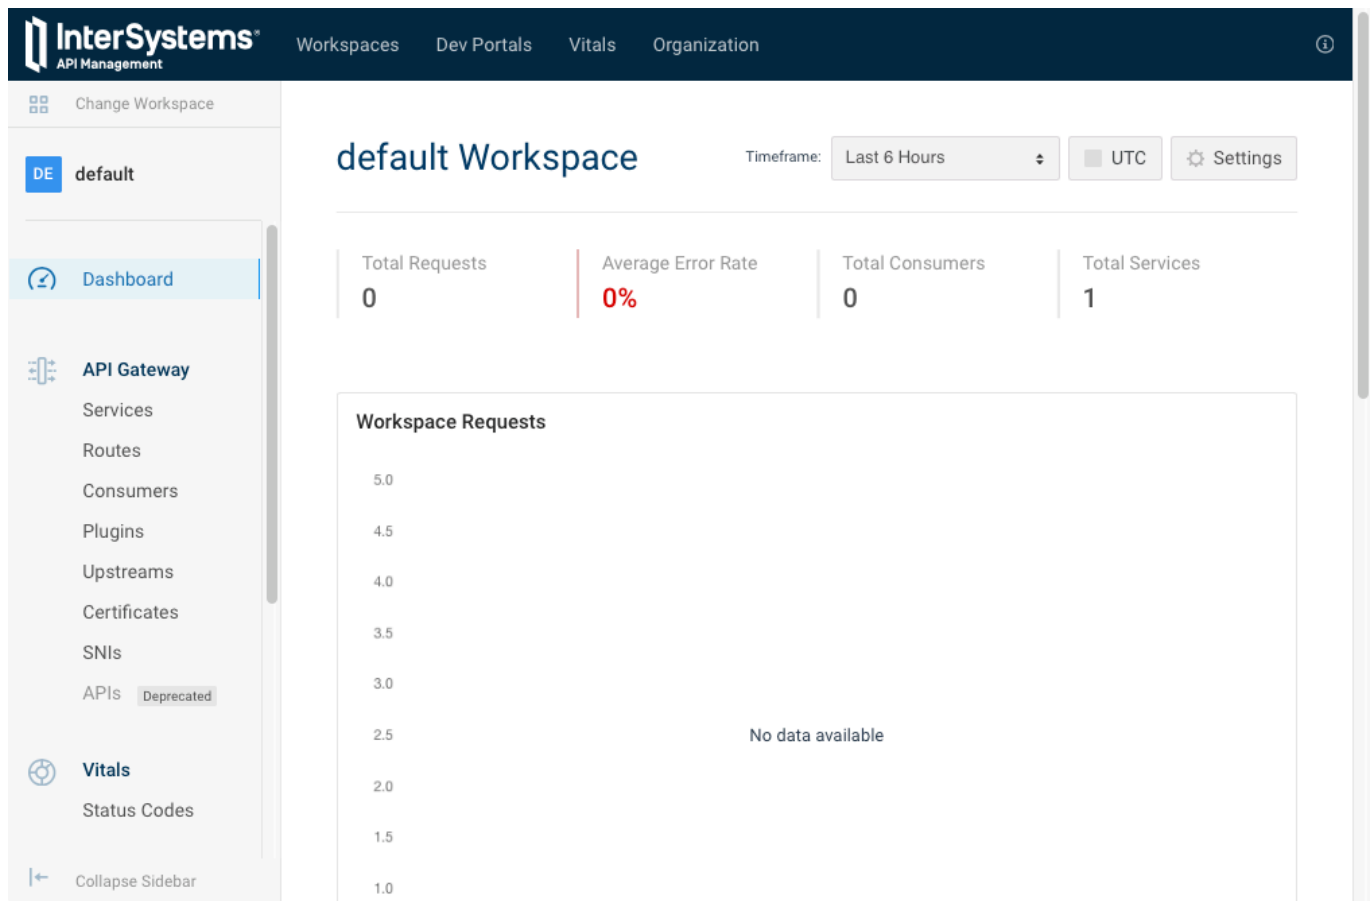 InterSystems®
API Management
Workspaces Dev Portals Vitals Organization
Change Workspace
DE default
Dashboard
API Gateway
Services
Routes
Consumers
Plugins
Upstreams
Certificates
SNIs
APIs Deprecated
Vitals
Status Codes
Collapse Sidebar
default Workspace
Timeframe: Last 6 Hours UTC Settings
Total Requests
0
Average Error Rate
0%
Total Consumers
0
Total Services
1
Workspace Requests
5.0
4.5
4.0
3.5
3.0
2.5
No data available
2.0
1.5
1.0